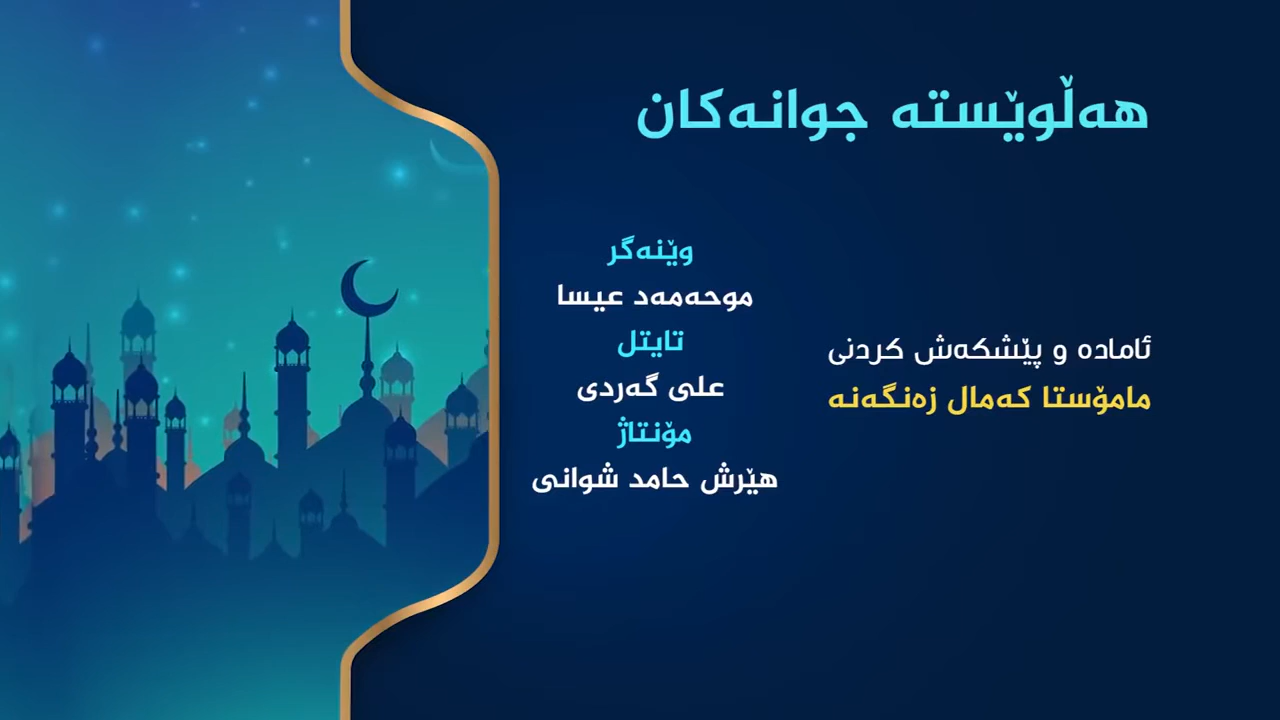 هەڵوێستە جوانەکان
ئامادە و پێشکەش کردنی
مامۆستا کەمال زەنگەنە
وێنەگر
موحەمەد عیسا
تایتل
علی گەردی
مۆنتاژ
هێرش حامد شوانی